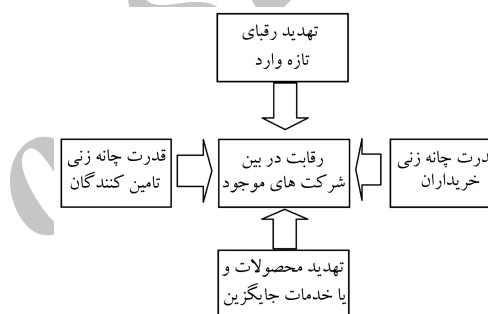 تهدید رقبای
تازه وارد
قدرت چانه زنی
تامین کنندگان
رقابت در بین
شرکت های موجود
درت چانه زنی
خریداران
تهدید محصولات و
یا خدمات جایگزین